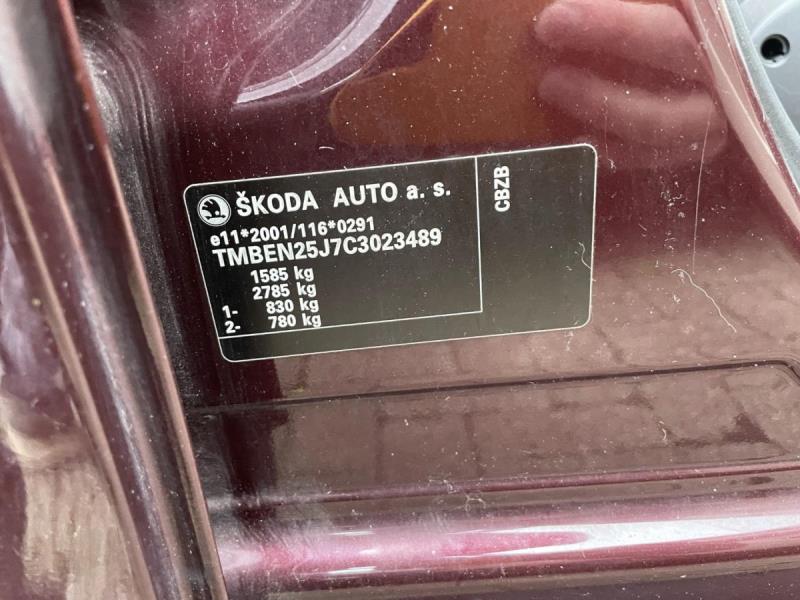 ŠKODA AUTO a. s.
e11*2001/116*0291
TMBEN25J7C3023489
1585 kg
2785 kg
1- 830 kg
2- 780 kg
CBZB